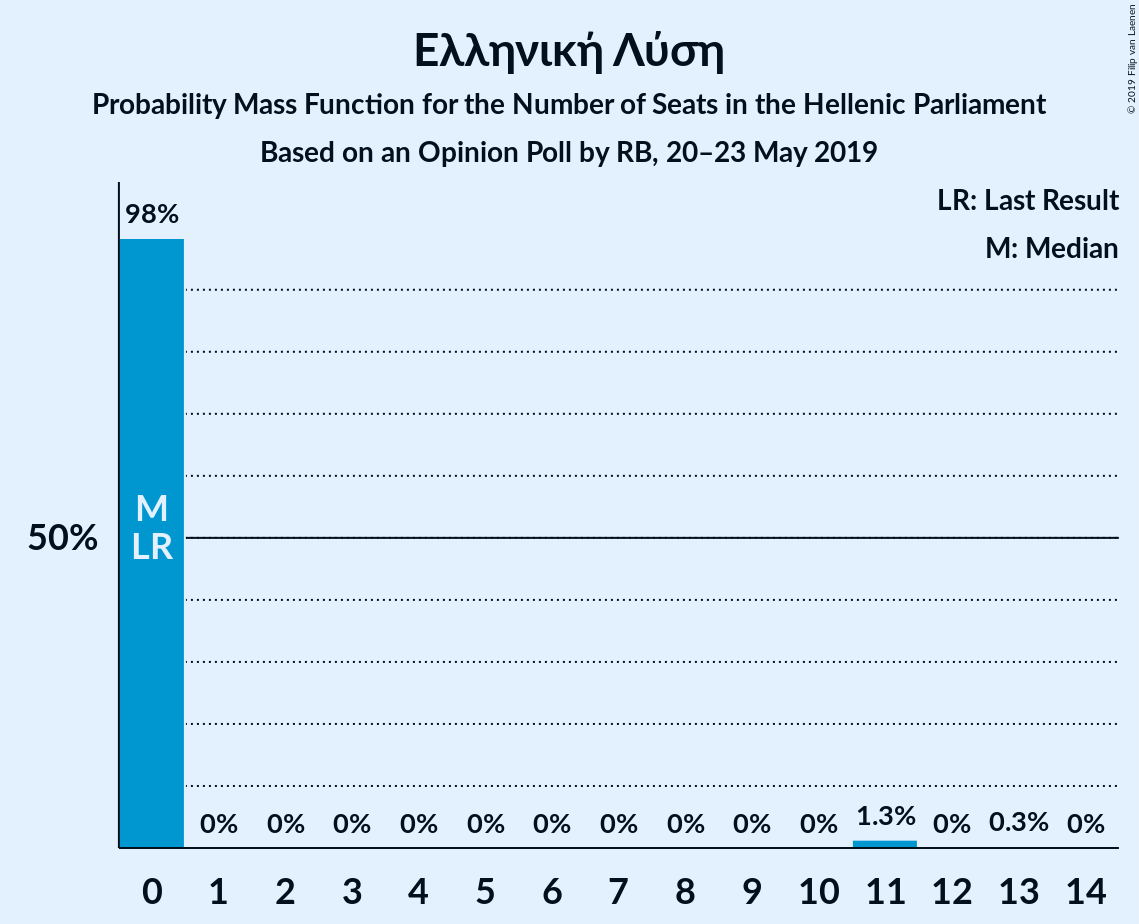 Ελληνική Λύση
Probability Mass Function for the Number of Seats in the Hellenic Parliament
Based on an Opinion Poll by RB, 20–23 May 2019
© 2019 Filip van Laenen
LR: Last Result
M: Median
98%
M
LR
50%
0% 0% 0% 0% 0% 0% 0% 0% 0% 0% 1.3% 0% 0.3% 0%
0 1 2 3 4 5 6 7 8 9 10 11 12 13 14